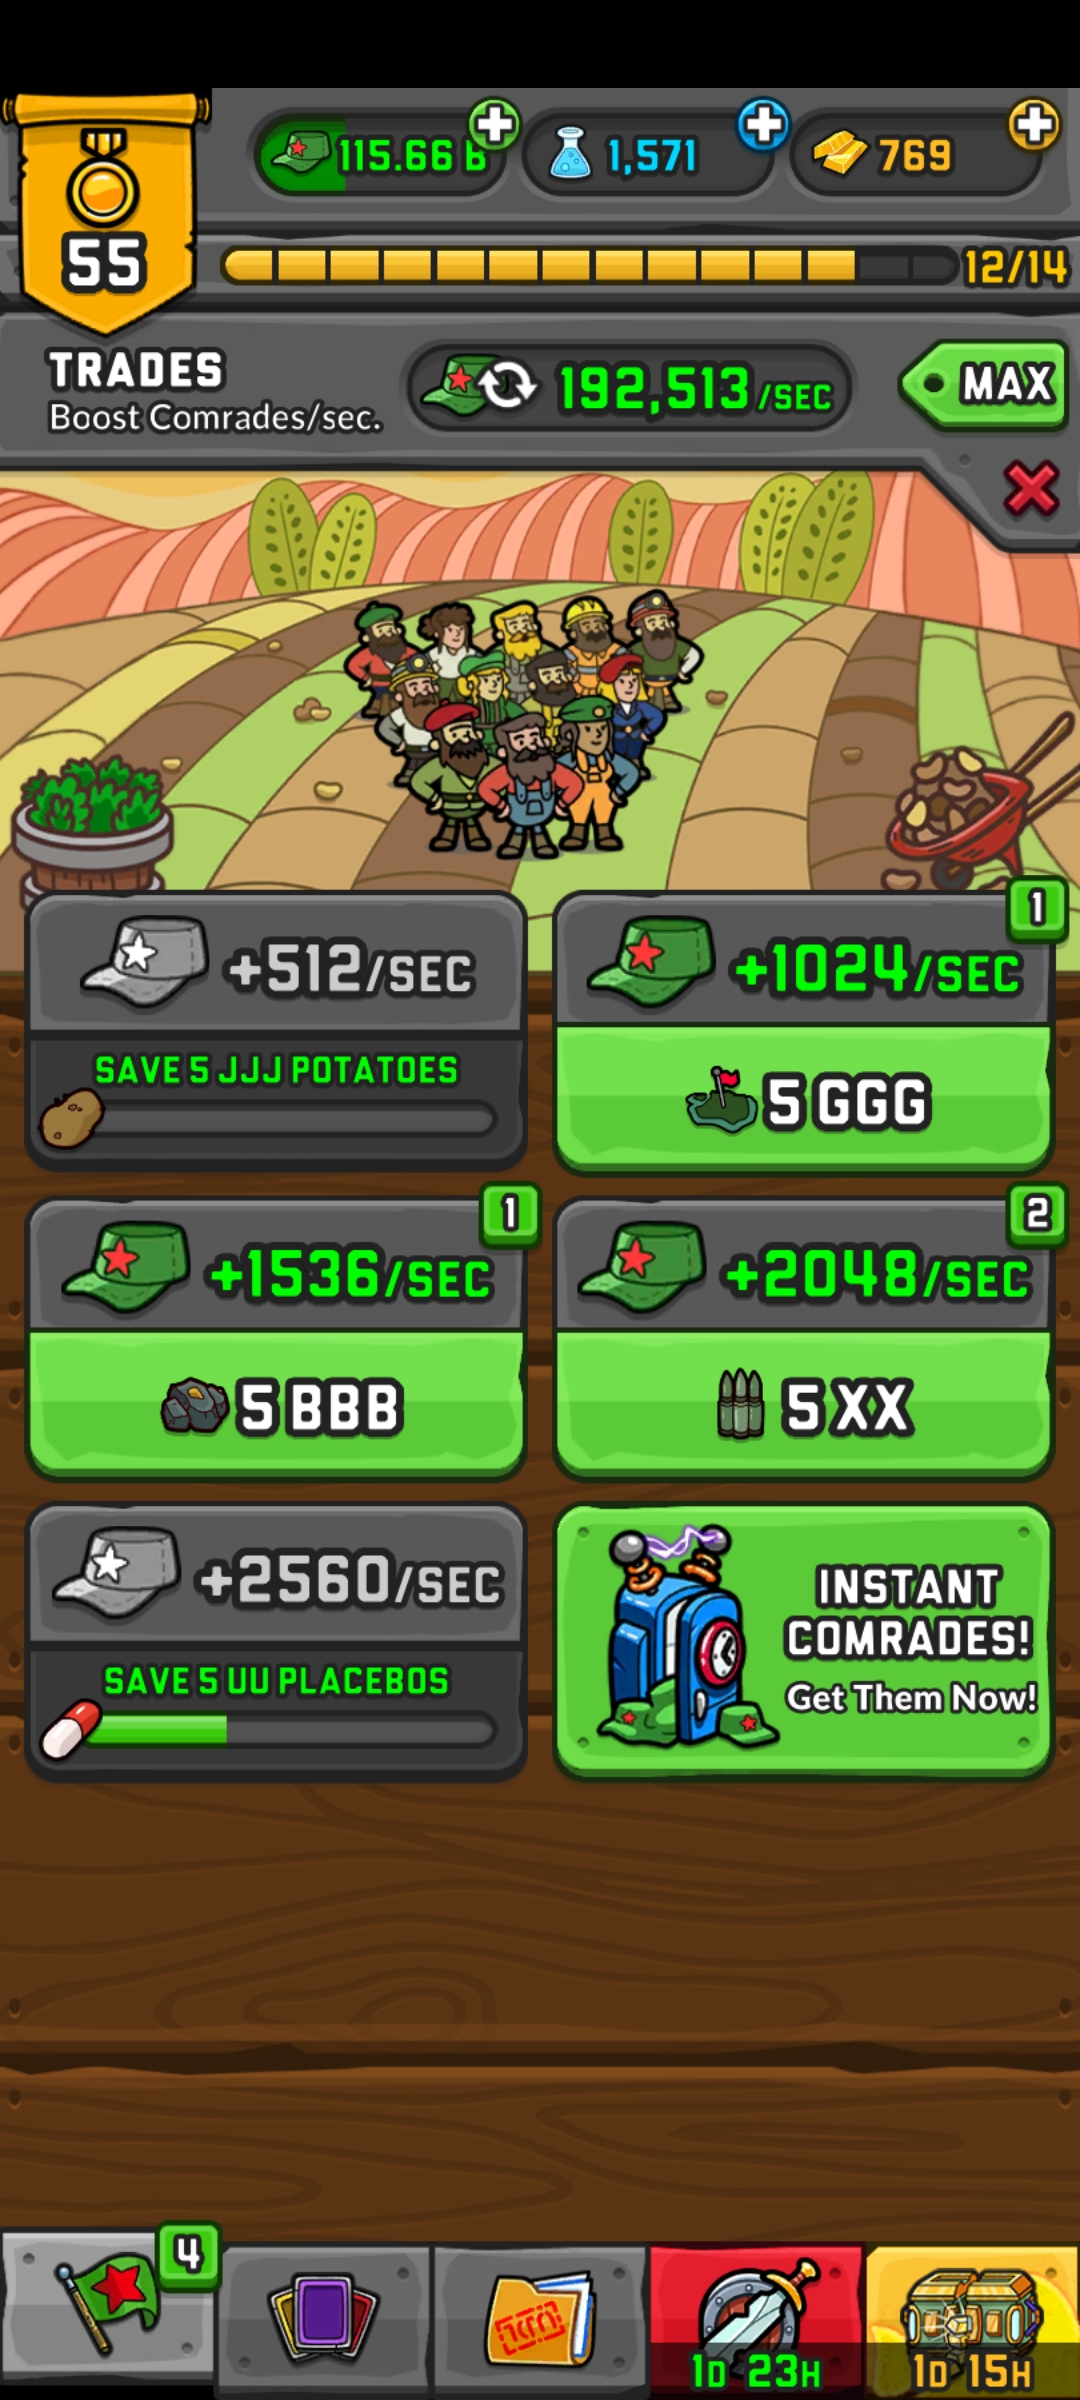 115.66 B
1,571
769
55
12/14
TRADES
Boost Comrades/sec.
192,513/SEC
MAX
+512/SEC
SAVE 5 JJJ POTATOES
1
+1024/SEC
5 GGG
1
+1536/SEC
5 BBB
2
+2048/SEC
5 XX
+2560/SEC
SAVE 5 UU PLACEBOS
INSTANT
COMRADES!
Get Them Now!
4
1D 23H
1D 15H